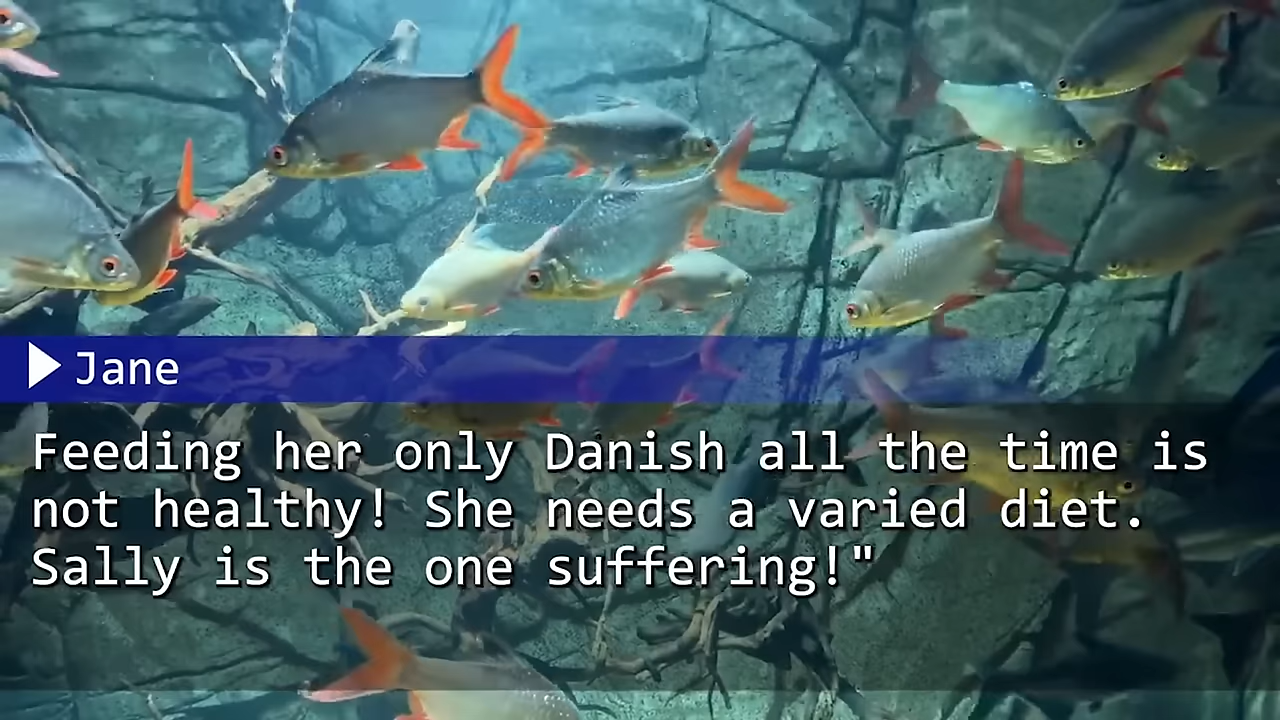 Jane
Feeding her only Danish all the time is
not healthy! She needs a varied diet.
Sally is the one suffering!"